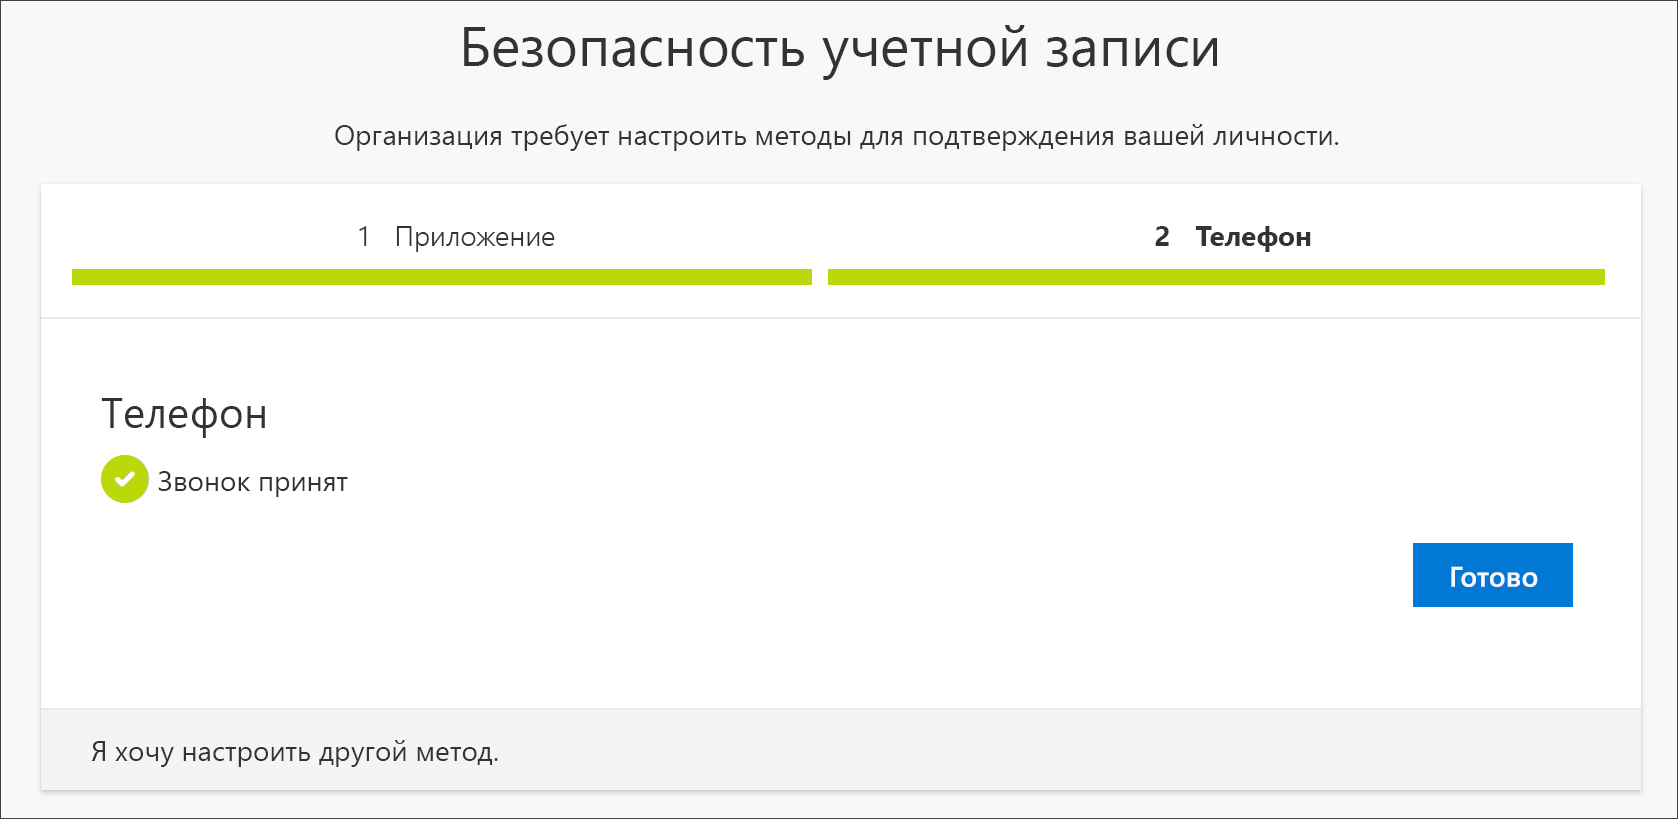 Безопасность учетной записи
Организация требует настроить методы для подтверждения вашей личности.
1 Приложение
2 Телефон
Телефон
Звонок принят
Готово
Я хочу настроить другой метод.